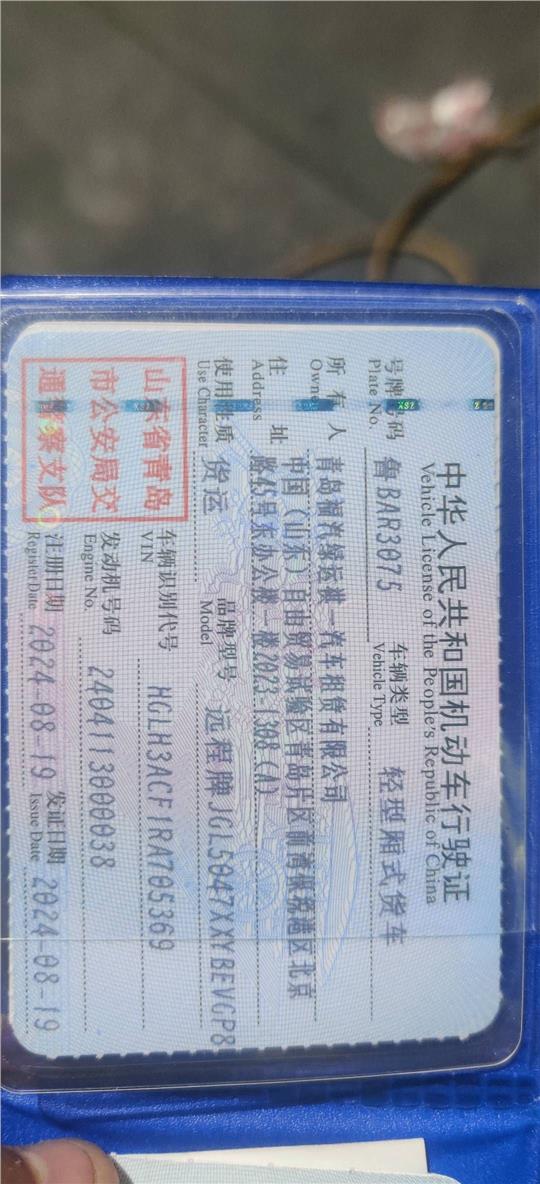 中华人民共和国机动车行驶证
Vehicle License of the People's Republic of China
号牌号码 鲁BAR3075 车辆类型 轻型厢式货车
Plate No. Vehicle Type
所有人 青岛福汽绿运世一汽车租赁有限公司
Owner
住址 中国(山东)自由贸易试验区青岛片区前湾保税港区北京
Address 路45号东办公楼一楼2023-1308(A)
使用性质 货运 品牌型号 远程牌JGL5047XXYBEVGP8
Use Character Model
山东省青岛
市公安局交
通警察支队
车辆识别代号 HGLH3ACF1RA705369
VIN
发动机号码 2404113000038
Engine No.
注册日期 2024-08-19 发证日期 2024-08-19
Register Date Issue Date